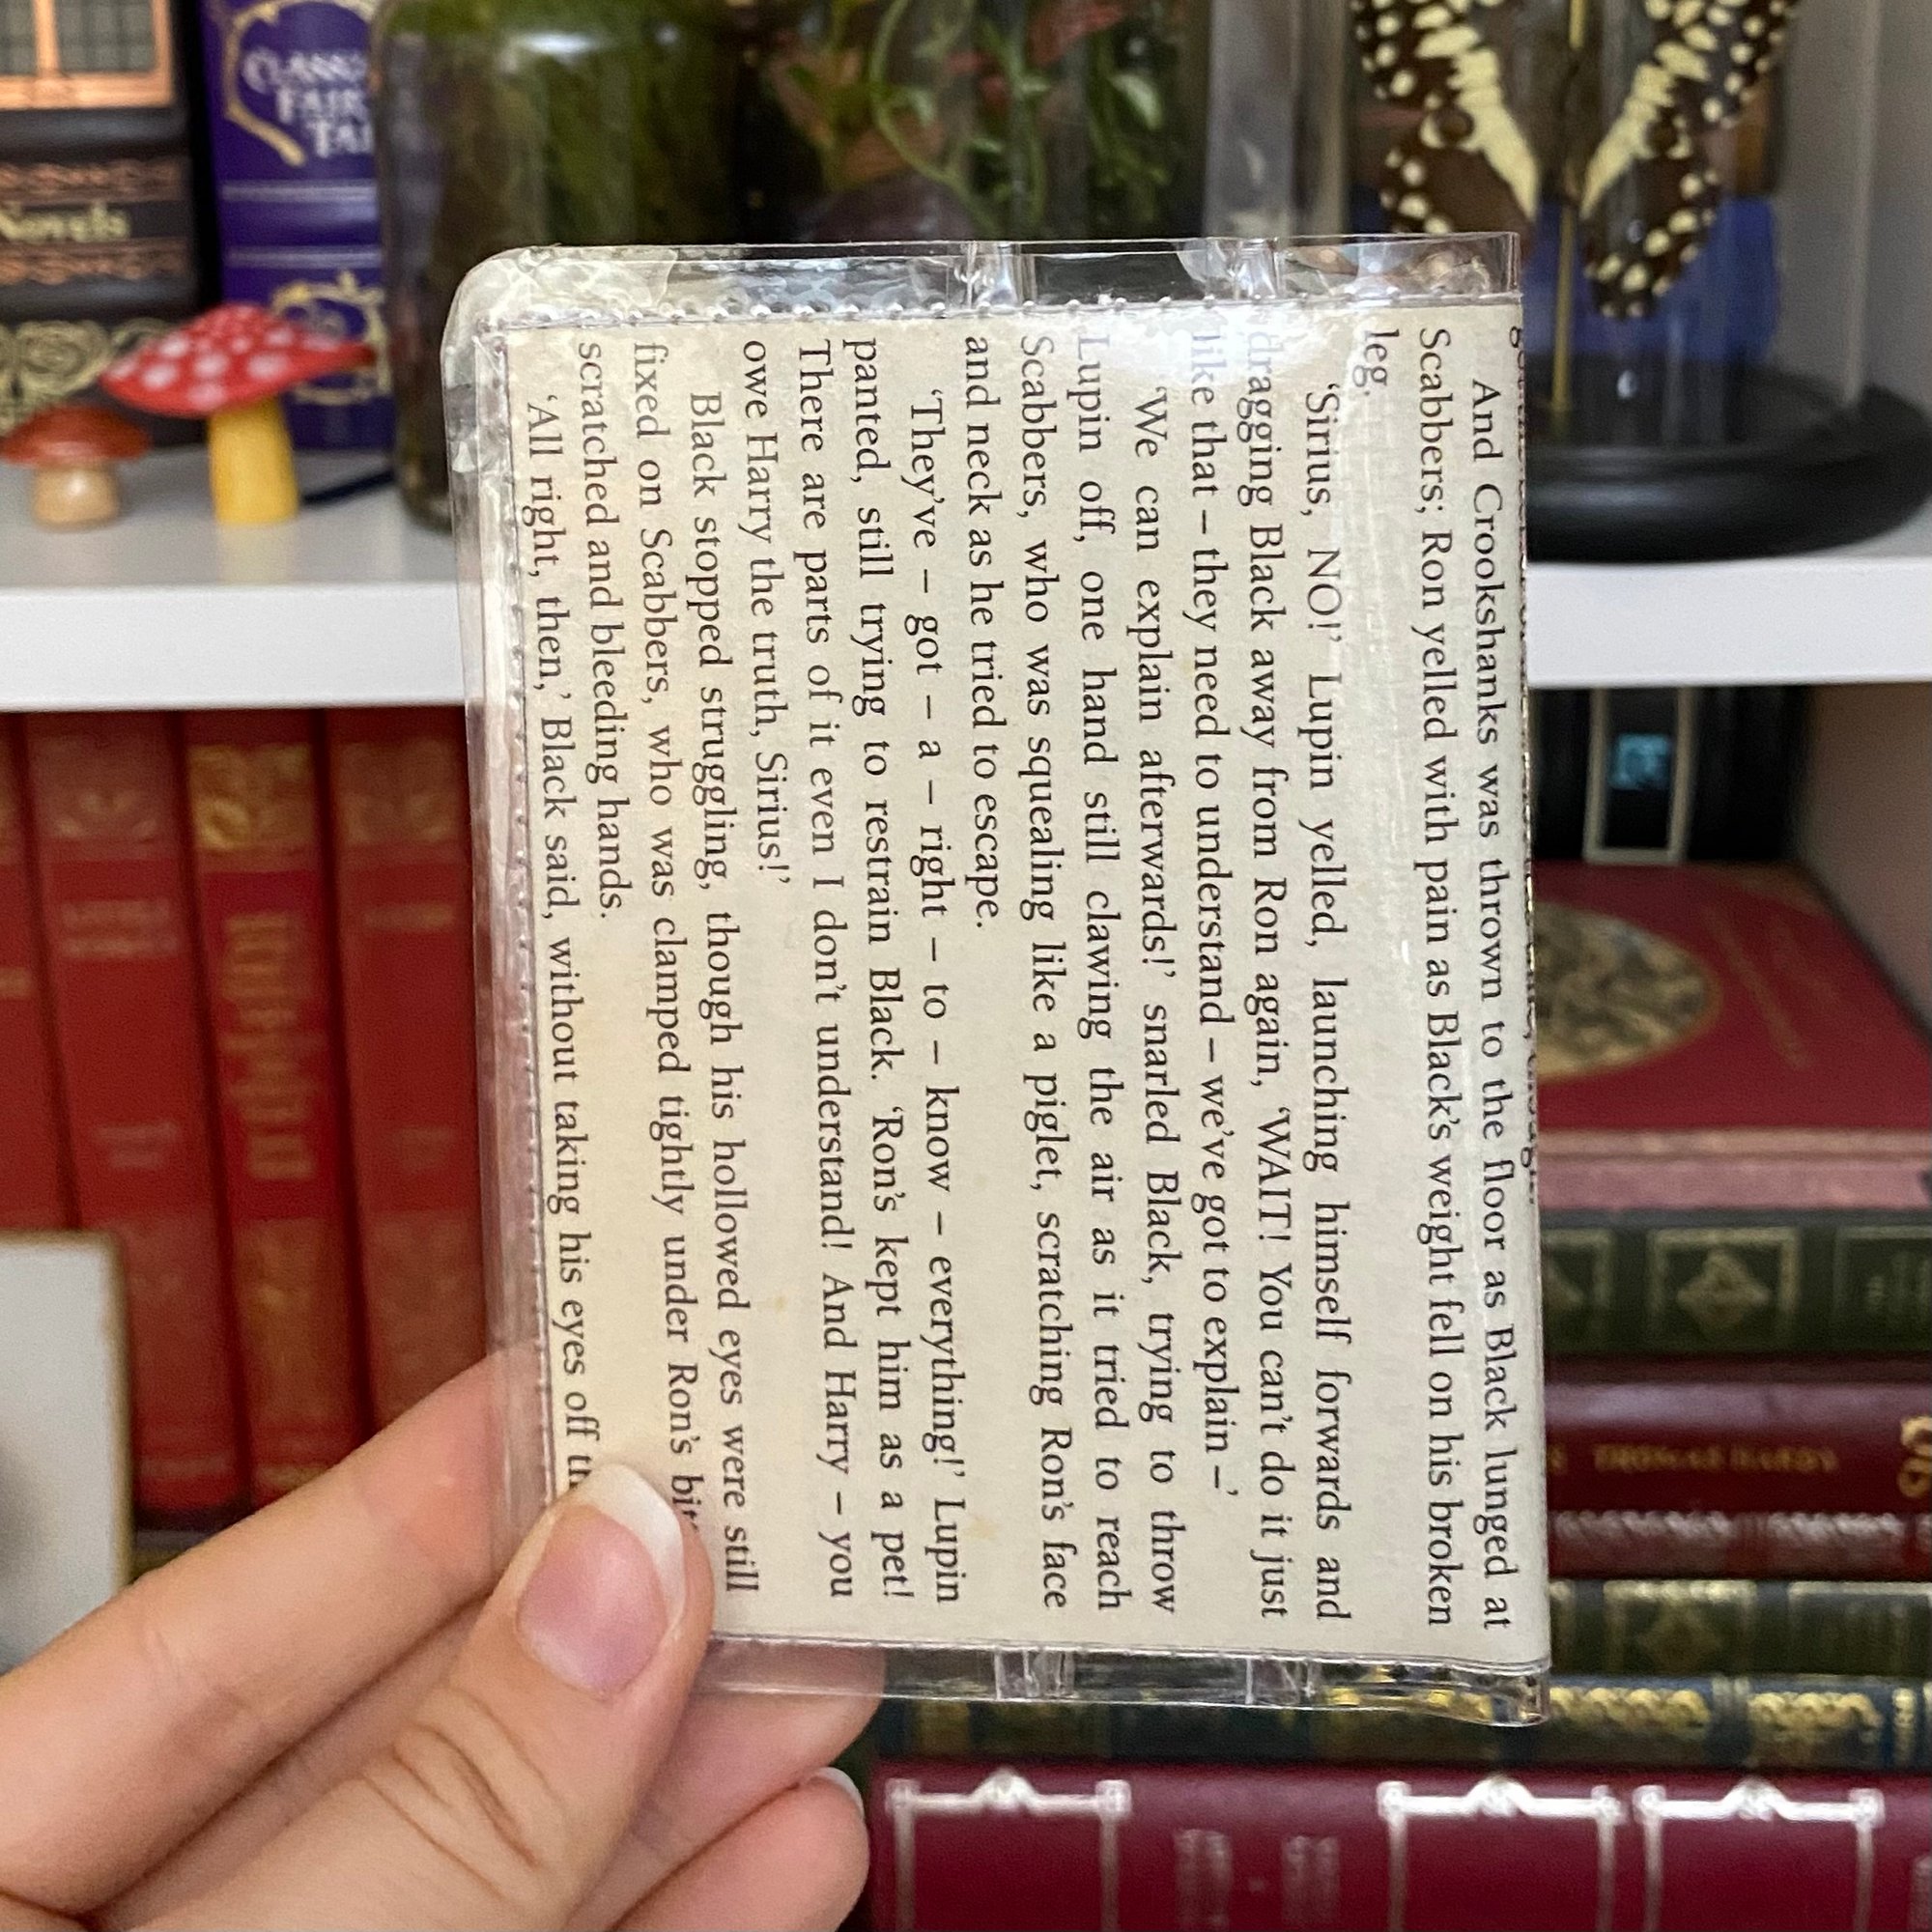 And Crookshanks was thrown to the floor as Black lunged at
Scabbers; Ron yelled with pain as Black's weight fell on his broken
leg.
‘Sirius, NO!’ Lupin yelled, launching himself forwards and
dragging Black away from Ron again, ‘WAIT! You can't do it just
like that – they need to understand – we've got to explain –’
‘We can explain afterwards!’ snarled Black, trying to throw
Lupin off, one hand still clawing the air as it tried to reach
Scabbers, who was squealing like a piglet, scratching Ron's face
and neck as he tried to escape.
‘They've – got – a – right – to – know – everything!’ Lupin
panted, still trying to restrain Black. ‘Ron's kept him as a pet!
There are parts of it even I don't understand! And Harry – you
owe Harry the truth, Sirius!’
Black stopped struggling, though his hollowed eyes were still
fixed on Scabbers, who was clamped tightly under Ron's
scratched and bleeding hands.
‘All right, then,’ Black said, without taking his eyes off
Novels
CLASSIC
FAIRY
TAL
THOMAS HARDY